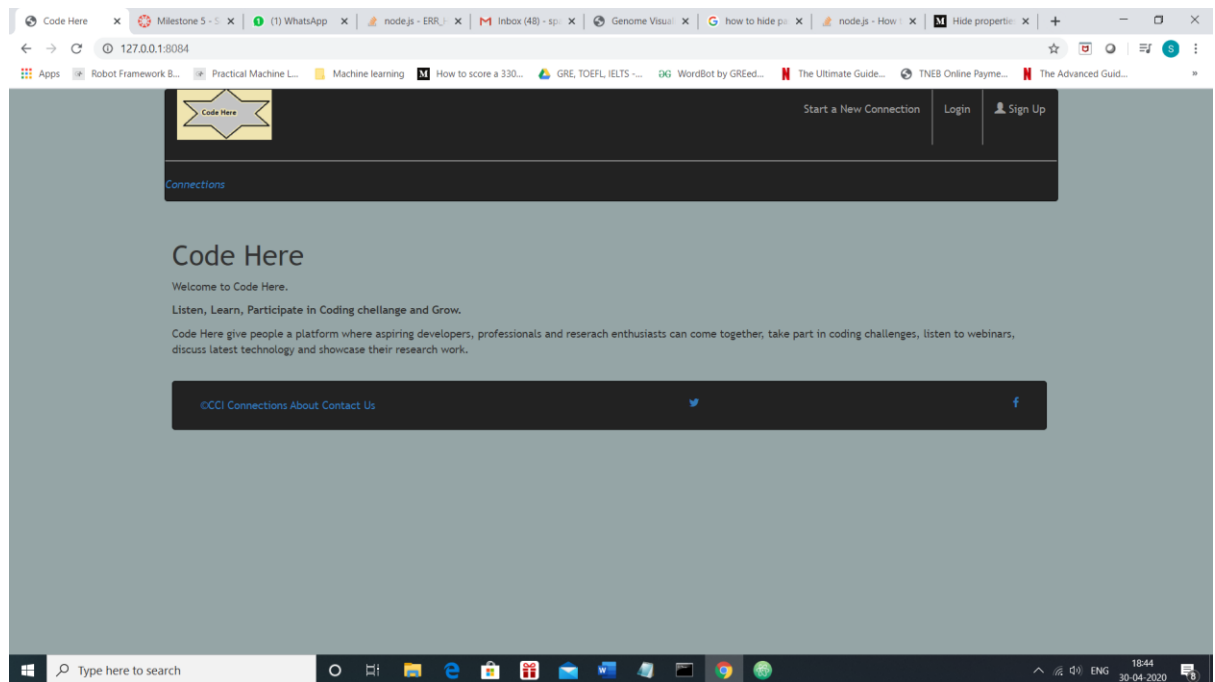 Code Here
Milestone 5 - S
(1) WhatsApp
node.js - ERR_H
Inbox (48) - sp
Genome Visual
how to hide pa
node.js - How t
Hide propertie
127.0.0.1:8084
S
Apps
Robot Framework B...
Practical Machine L...
Machine learning
How to score a 330...
GRE, TOEFL, IELTS -...
WordBot by GREed...
The Ultimate Guide...
TNEB Online Payme...
The Advanced Guid...
Code Here
Start a New Connection
Login
Sign Up
Connections
Code Here
Welcome to Code Here.
Listen, Learn, Participate in Coding chellange and Grow.
Code Here give people a platform where aspiring developers, professionals and reserach enthusiasts can come together, take part in coding challenges, listen to webinars,
discuss latest technology and showcase their research work.
©CCI Connections About Contact Us
Type here to search
ENG
18:44
30-04-2020
8